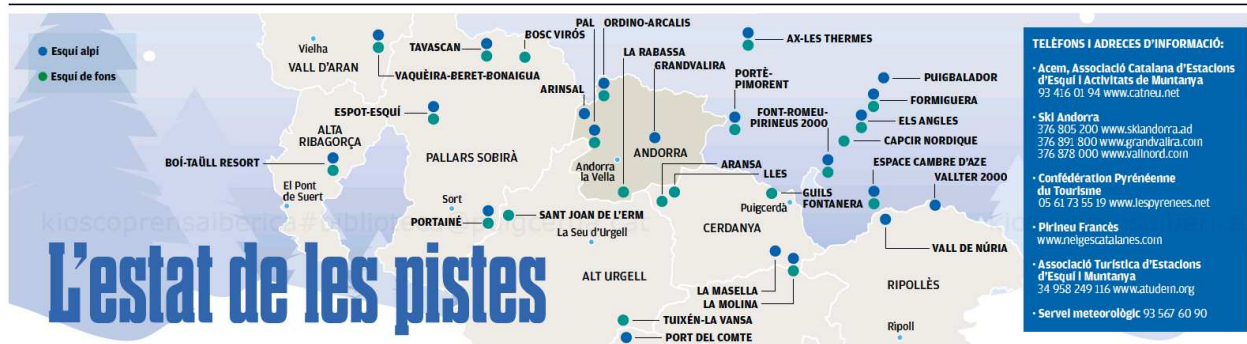 Esquí alpí
Esquí de fons
Vielha
VALL D'ARAN
VAQUÈIRA-BERET-BONAIGUA
TAVASCAN
BOSC VIRÓS
PAL
ORDINO-ARCALIS
LA RABASSA
GRANDVALIRA
AX-LES THERMES
ARINSAL
PORTÈ-
PIMORENT
PUIGBALADOR
FORMIGUERA
ELS ANGLES
CAPCIR NORDIQUE
FONT-ROMEU-
PIRINEUS 2000
ESPOT-ESQUÍ
ALTA
RIBAGORÇA
BOÍ-TAÜLL RESORT
PALLARS SOBIRÀ
Andorra
la Vella
ANDORRA
ARANSA
LLES
ESPACE CAMBRE D'AZE
VALLTER 2000
El Pont
de Suert
Sort
PORTAINÉ
SANT JOAN DE L'ERM
La Seu d'Urgell
Puigcerdà
GUILS
FONTANERA
CERDANYA
VALL DE NÚRIA
ALT URGELL
LA MASELLA
LA MOLINA
RIPOLLÈS
TUIXÉN-LA VANSA
PORT DEL COMTE
Ripoll
L'estat de les pistes
TELÈFONS I ADRECES D'INFORMACIÓ:
· Acem, Associació Catalana d'Estacions
d'Esquí i Activitats de Muntanya
93 416 01 94 www.catneu.net
· Ski Andorra
376 805 200 www.skiandorra.ad
376 891 800 www.grandvalira.com
376 878 000 www.vallnord.com
· Confédération Pyrénéenne
du Tourisme
05 61 73 55 19 www.lespyrenees.net
· Pirineu Francès
www.neigescatalanes.com
· Associació Turística d'Estacions
d'Esquí i Muntanya
34 958 249 116 www.atudem.org
· Servei meteorològic 93 567 60 90